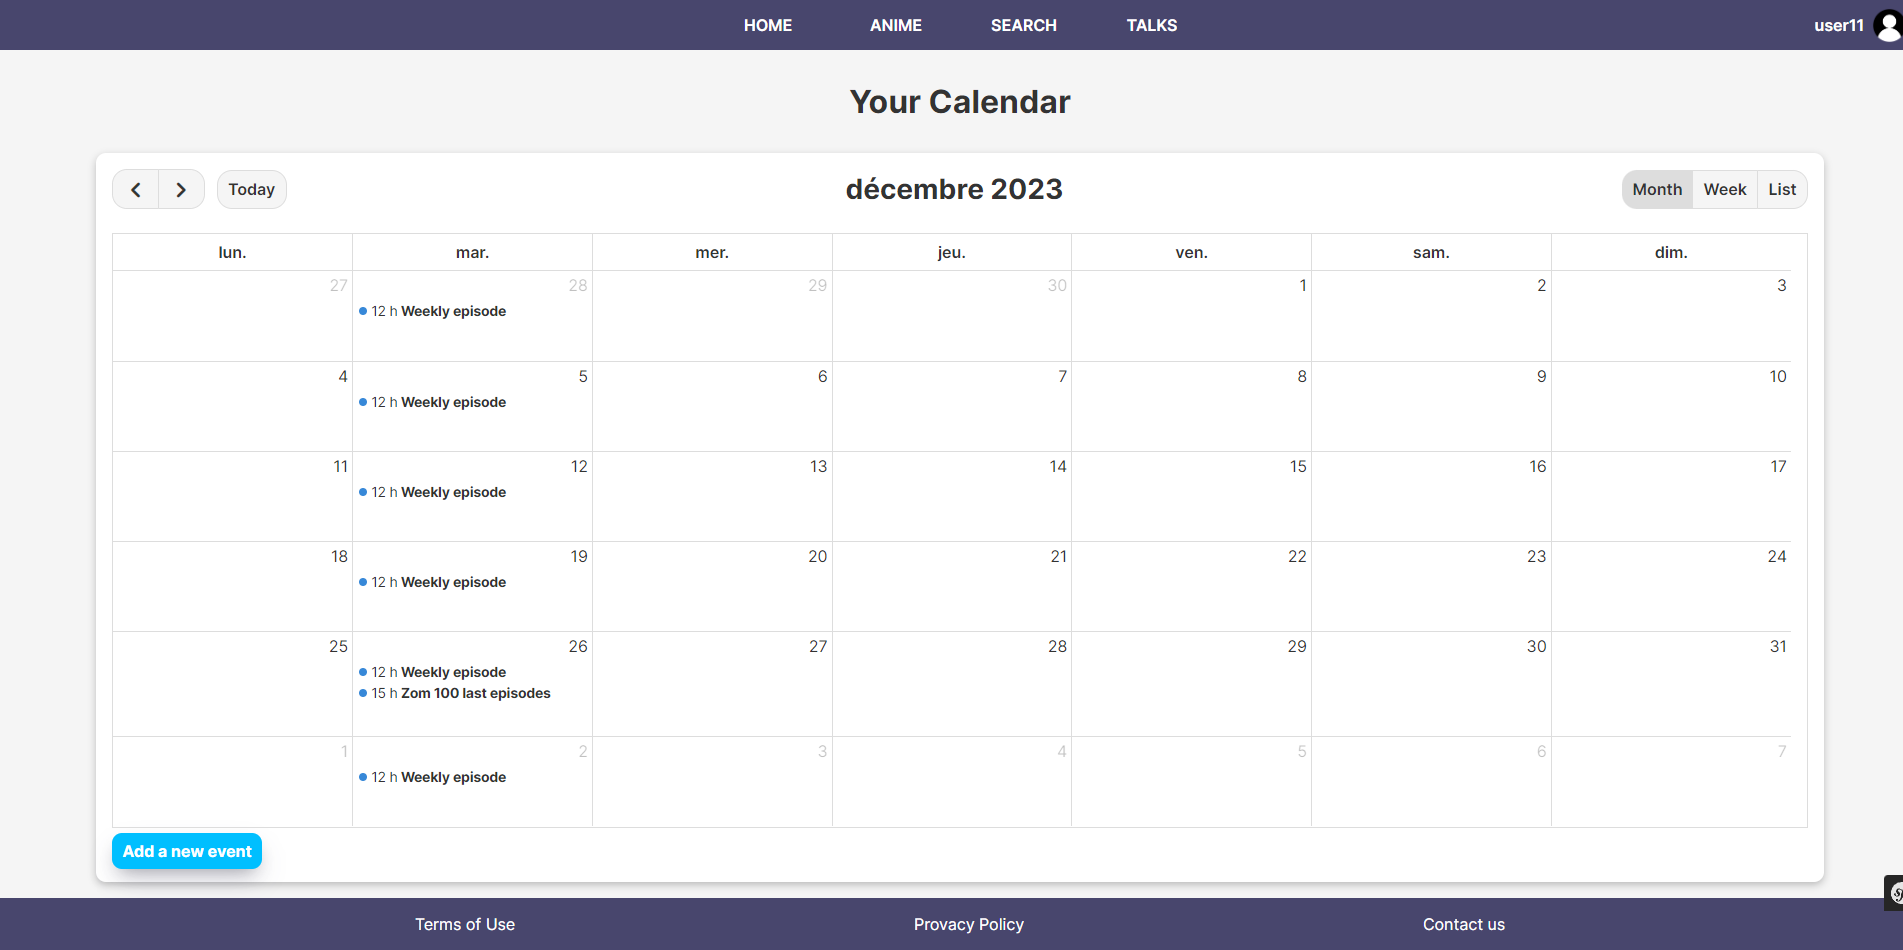 HOME ANIME SEARCH TALKS user11
Your Calendar
Today décembre 2023 Month Week List
lun. mar. mer. jeu. ven. sam. dim.
27 28 29 30 1 2 3
12 h Weekly episode
4 5 6 7 8 9 10
12 h Weekly episode
11 12 13 14 15 16 17
12 h Weekly episode
18 19 20 21 22 23 24
12 h Weekly episode
25 26 27 28 29 30 31
12 h Weekly episode
15 h Zom 100 last episodes
1 2 3 4 5 6 7
12 h Weekly episode
Add a new event
Terms of Use Provacy Policy Contact us